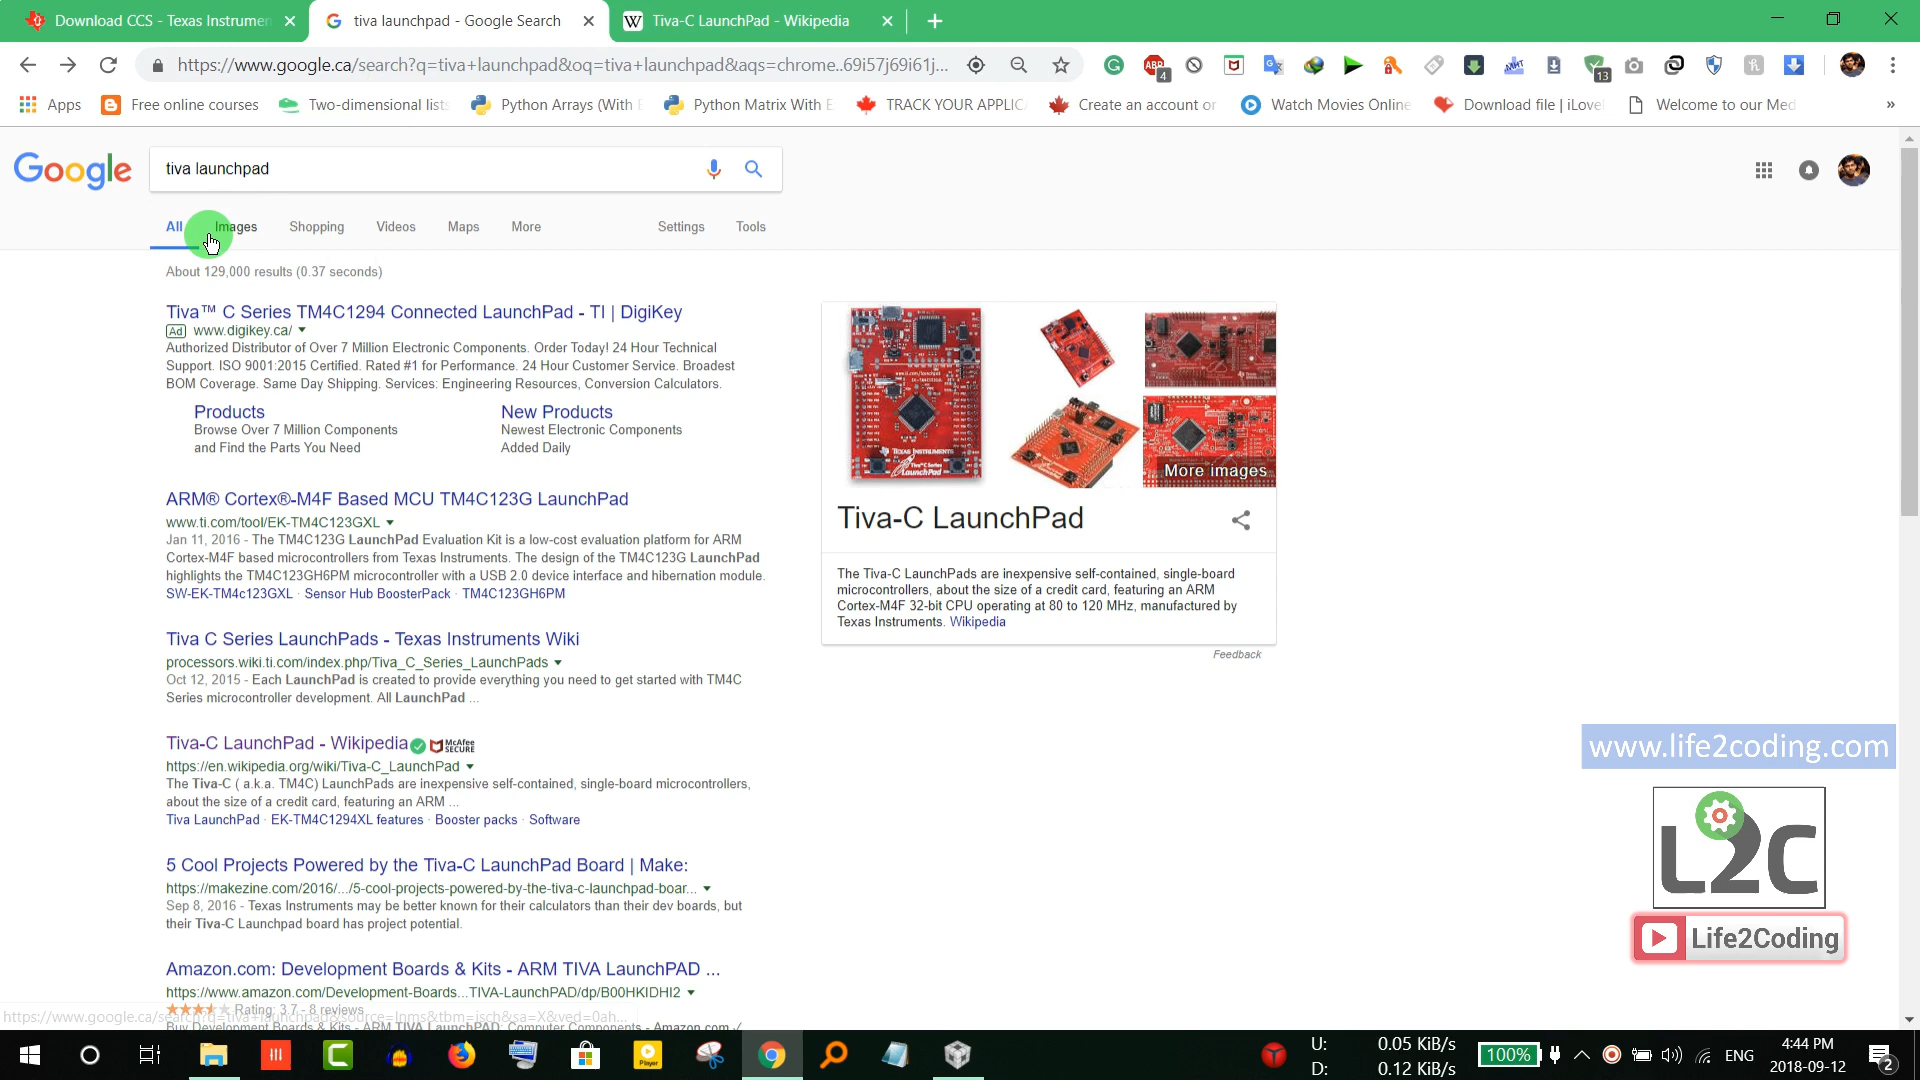 Download CCS - Texas Instrumen
tiva launchpad - Google Search
Tiva-C LaunchPad - Wikipedia
https://www.google.ca/search?q=tiva+launchpad&oq=tiva+launchpad&aqs=chrome..69i57j69i61j...
4
13
Apps
Free online courses
Two-dimensional lists
Python Arrays (With E
Python Matrix With E
TRACK YOUR APPLIC
Create an account or
Watch Movies Online
Download file | iLove
Welcome to our Med
»
Google
tiva launchpad
All
Images
Shopping
Videos
Maps
More
Settings
Tools
About 129,000 results (0.37 seconds)
Tiva™ C Series TM4C1294 Connected LaunchPad - TI | DigiKey
Ad www.digikey.ca/
Authorized Distributor of Over 7 Million Electronic Components. Order Today! 24 Hour Technical
Support. ISO 9001:2015 Certified. Rated #1 for Performance. 24 Hour Customer Service. Broadest
BOM Coverage. Same Day Shipping. Services: Engineering Resources, Conversion Calculators.
Products
Browse Over 7 Million Components
and Find the Parts You Need
New Products
Newest Electronic Components
Added Daily
ARM® Cortex®-M4F Based MCU TM4C123G LaunchPad
www.ti.com/tool/EK-TM4C123GXL
Jan 11, 2016 - The TM4C123G LaunchPad Evaluation Kit is a low-cost evaluation platform for ARM
Cortex-M4F based microcontrollers from Texas Instruments. The design of the TM4C123G LaunchPad
highlights the TM4C123GH6PM microcontroller with a USB 2.0 device interface and hibernation module.
SW-EK-TM4c123GXL · Sensor Hub BoosterPack · TM4C123GH6PM
Tiva C Series LaunchPads - Texas Instruments Wiki
processors.wiki.ti.com/index.php/Tiva_C_Series_LaunchPads
Oct 12, 2015 - Each LaunchPad is created to provide everything you need to get started with TM4C
Series microcontroller development. All LaunchPad ...
Tiva-C LaunchPad - Wikipedia
McAfee SECURE
https://en.wikipedia.org/wiki/Tiva-C_LaunchPad
The Tiva-C ( a.k.a. TM4C) LaunchPads are inexpensive self-contained, single-board microcontrollers,
about the size of a credit card, featuring an ARM ...
Tiva LaunchPad · EK-TM4C1294XL features · Booster packs · Software
5 Cool Projects Powered by the Tiva-C LaunchPad Board | Make:
https://makezine.com/2016/.../5-cool-projects-powered-by-the-tiva-c-launchpad-boar...
Sep 8, 2016 - Texas Instruments may be better known for their calculators than their dev boards, but
their Tiva-C Launchpad board has project potential.
Amazon.com: Development Boards & Kits - ARM TIVA LaunchPAD ...
https://www.amazon.com/Development-Boards...TIVA-LaunchPAD/dp/B00HKIDHI2
Rating: 3.7 - 8 reviews
Buy Development Boards & Kits - ARM TIVA LaunchPAD: Computer Components - Amazon.com ✓
TEXAS INSTRUMENTS
Tiva C Series
LaunchPad
More images
Tiva-C LaunchPad
The Tiva-C LaunchPads are inexpensive self-contained, single-board
microcontrollers, about the size of a credit card, featuring an ARM
Cortex-M4F 32-bit CPU operating at 80 to 120 MHz, manufactured by
Texas Instruments. Wikipedia
Feedback
www.life2coding.com
L2C
Life2Coding
U: 0.05 KiB/s
D: 0.12 KiB/s
100%
ENG
4:44 PM
2018-09-12
2